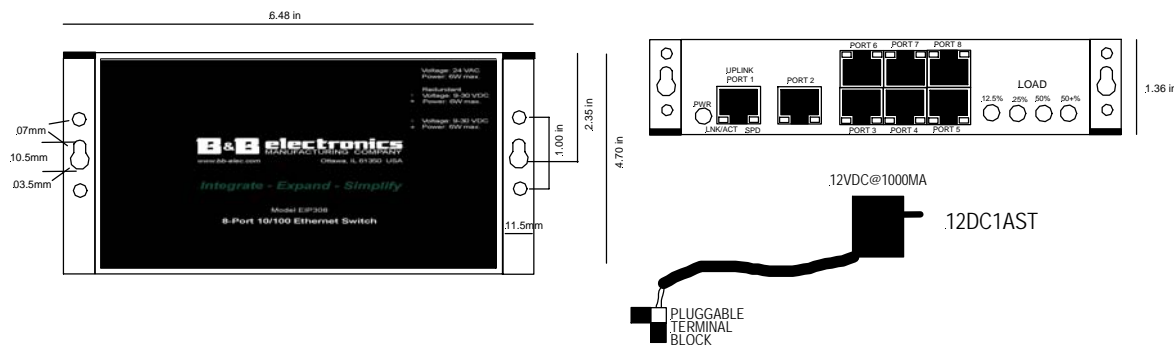 6.48 in
Voltage: 24 VAC
Power: 6W max.
Redundant
- Voltage: 9-30 VDC
+ Power: 6W max.
- Voltage: 9-30 VDC
+ Power: 6W max.
B&B electronics
MANUFACTURING COMPANY
www.bb-elec.com Ottawa, IL 61350 USA
Integrate - Expand - Simplify
Model EIP308
8-Port 10/100 Ethernet Switch
.07mm
10.5mm
.03.5mm
.11.5mm
.1.00 in
2.35 in
4.70 in
PORT 6 PORT 7 PORT 8
UPLINK
PORT 1
PORT 2
PWR
LNK/ACT SPD
PORT 3 PORT 4 PORT 5
LOAD
12.5% 25% 50% 50+%
1.36 in
.12VDC@1000MA
.12DC1AST
PLUGGABLE
TERMINAL
BLOCK